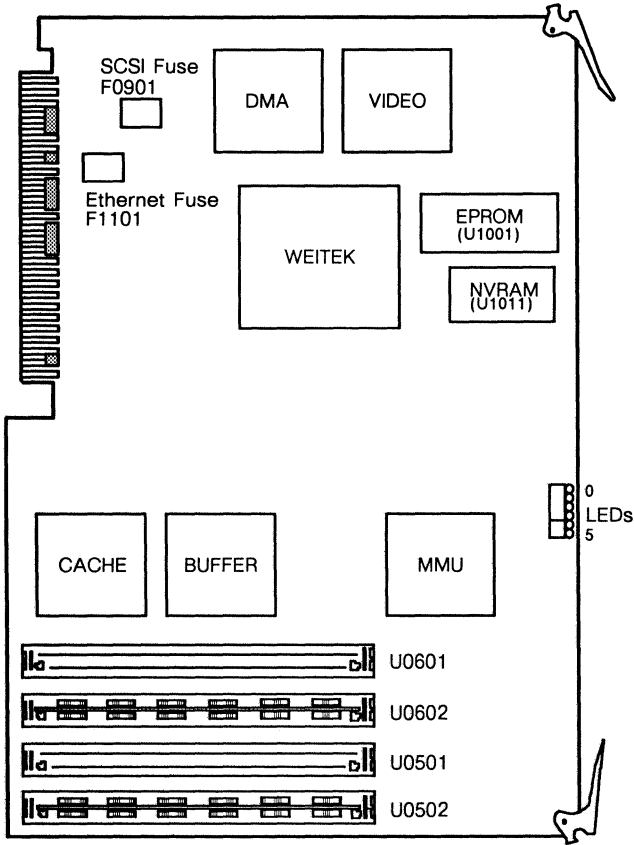 SCSI Fuse
F0901
DMA
VIDEO
Ethernet Fuse
F1101
WEITEK
EPROM
(U1001)
NVRAM
(U1011)
0
LEDs
5
CACHE
BUFFER
MMU
U0601
U0602
U0501
U0502